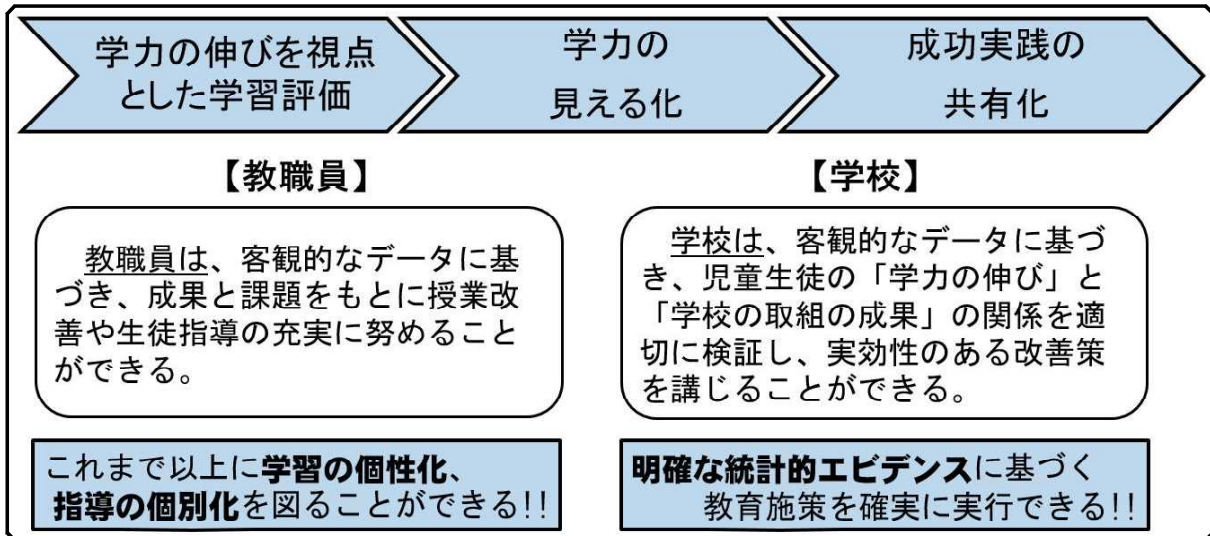 学力の伸びを視点
とした学習評価
学力の
見える化
成功実践の
共有化
【教職員】
教職員は、客観的なデータに基
づき、成果と課題をもとに授業改
善や生徒指導の充実に努めること
ができる。
これまで以上に学習の個性化、
指導の個別化を図ることができる!!
【学校】
学校は、客観的なデータに基づ
き、児童生徒の「学力の伸び」と
「学校の取組の成果」の関係を適
切に検証し、実効性のある改善策
を講じることができる。
明確な統計的エビデンスに基づく
教育施策を確実に実行できる!!